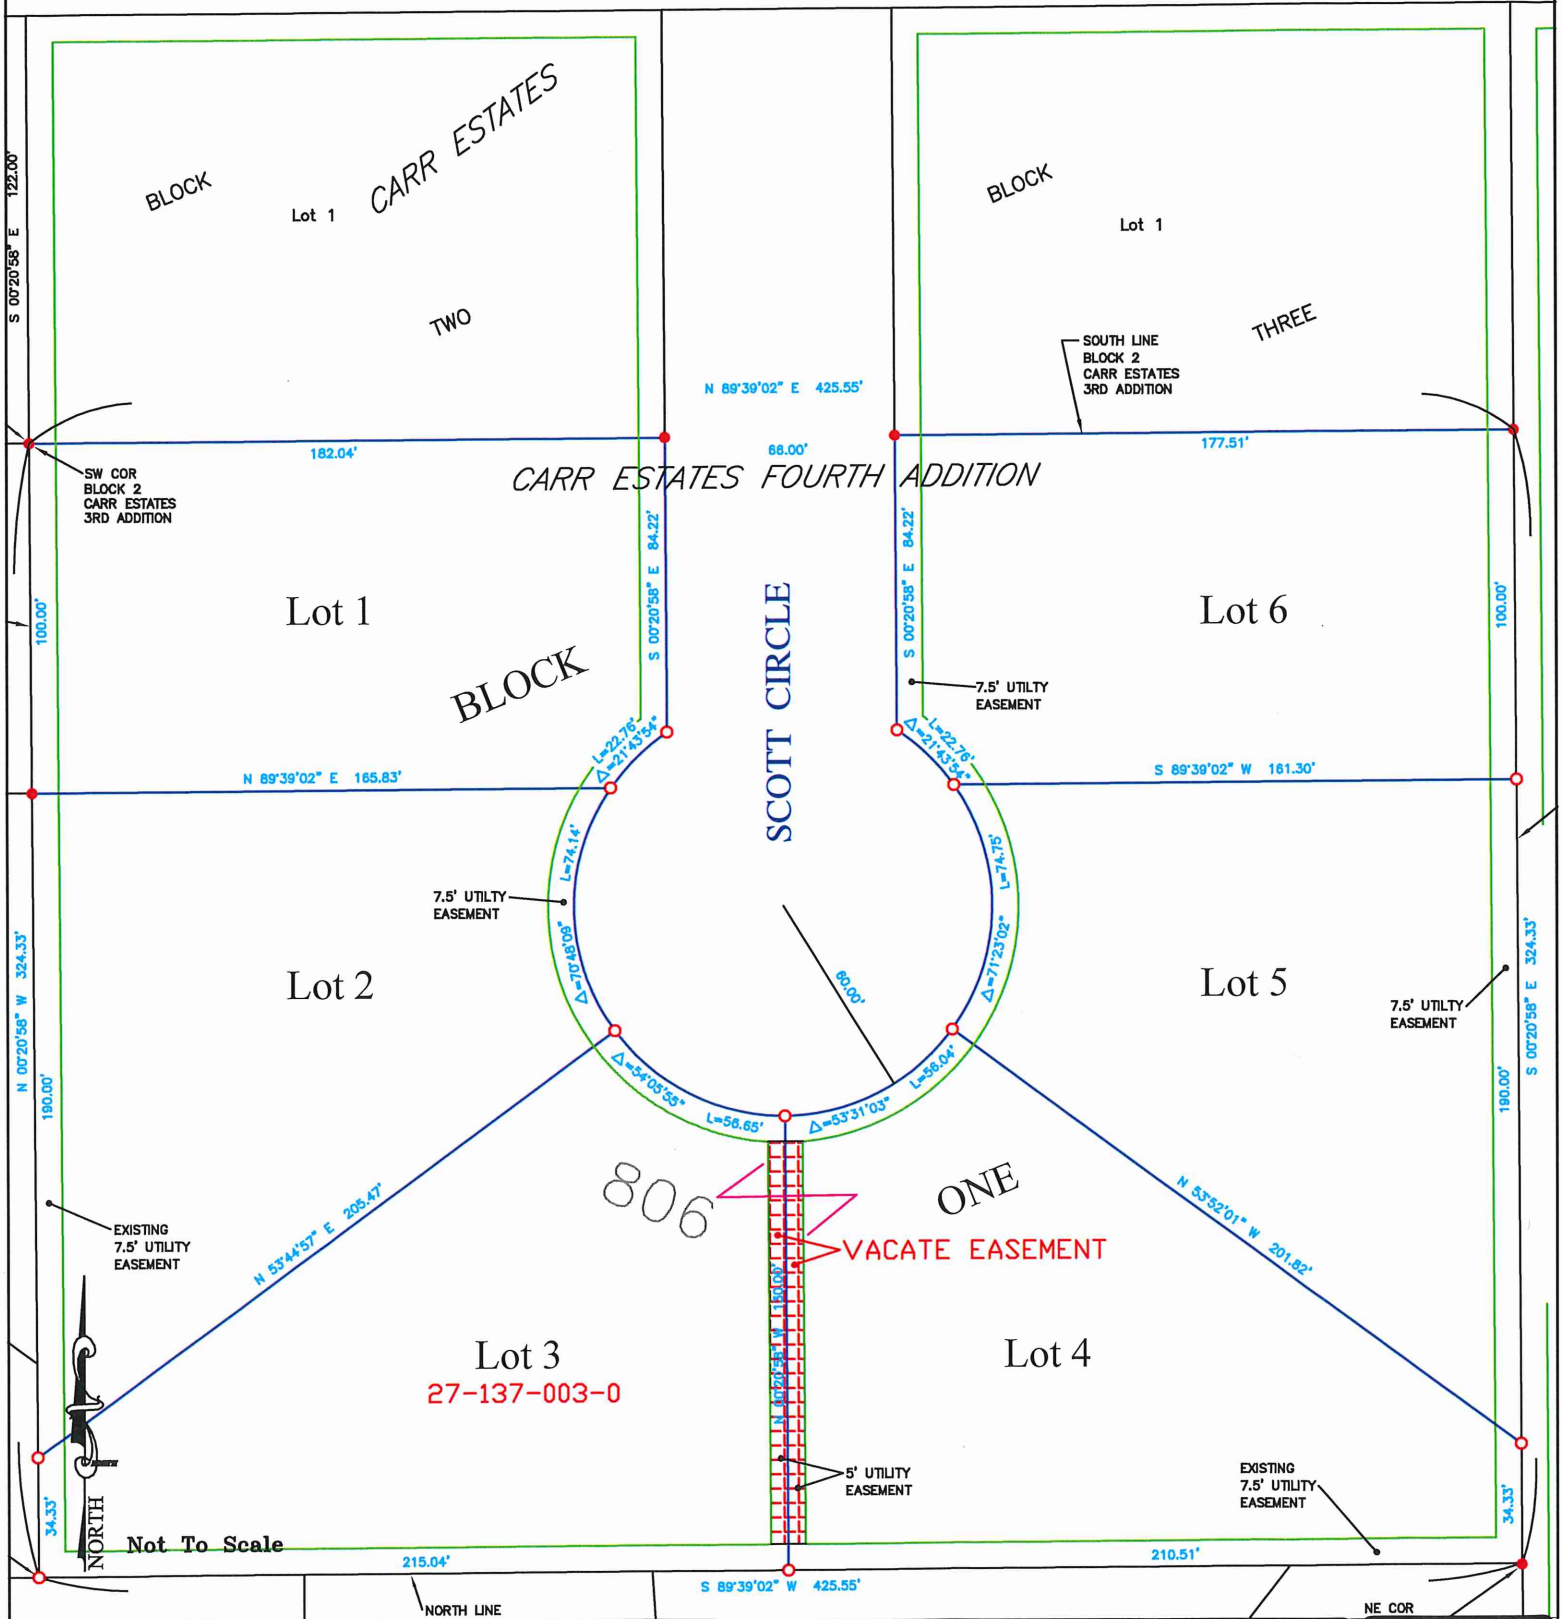 S 00°20'58" E 122.00'
BLOCK
Lot 1
CARR ESTATES
TWO
BLOCK
Lot 1
THREE
SOUTH LINE
BLOCK 2
CARR ESTATES
3RD ADDITION
N 89°39'02" E 425.55'
182.04'
66.00'
177.51'
CARR ESTATES FOURTH ADDITION
SW COR
BLOCK 2
CARR ESTATES
3RD ADDITION
100.00'
Lot 1
BLOCK
S 00°20'58" E 84.22'
SCOTT CIRCLE
S 00°20'58" E 84.22'
7.5' UTILTY
EASEMENT
Lot 6
100.00'
L=22.76'
Δ=21°43'54"
L=22.76'
Δ=21°43'54"
N 89°39'02" E 165.83'
S 89°39'02" W 161.30'
L=74.14'
L=74.75'
7.5' UTILTY
EASEMENT
Δ=70°48'09"
Δ=71°23'02"
60.00'
Lot 2
Lot 5
7.5' UTILTY
EASEMENT
N 00°20'58" W 324.33'
190.00'
S 00°20'58" E 324.33'
190.00'
Δ=54°05'55"
L=56.65'
Δ=53°31'03"
L=56.04'
806
ONE
EXISTING
7.5' UTILITY
EASEMENT
N 53°44'57" E 205.47'
N 53°52'01" W 201.82'
VACATE EASEMENT
N 00°20'58" W 130.00'
Lot 3
27-137-003-0
Lot 4
5' UTILITY
EASEMENT
EXISTING
7.5' UTILITY
EASEMENT
34.33'
34.33'
NORTH
Not To Scale
215.04'
210.51'
S 89°39'02" W 425.55'
NORTH LINE
NE COR